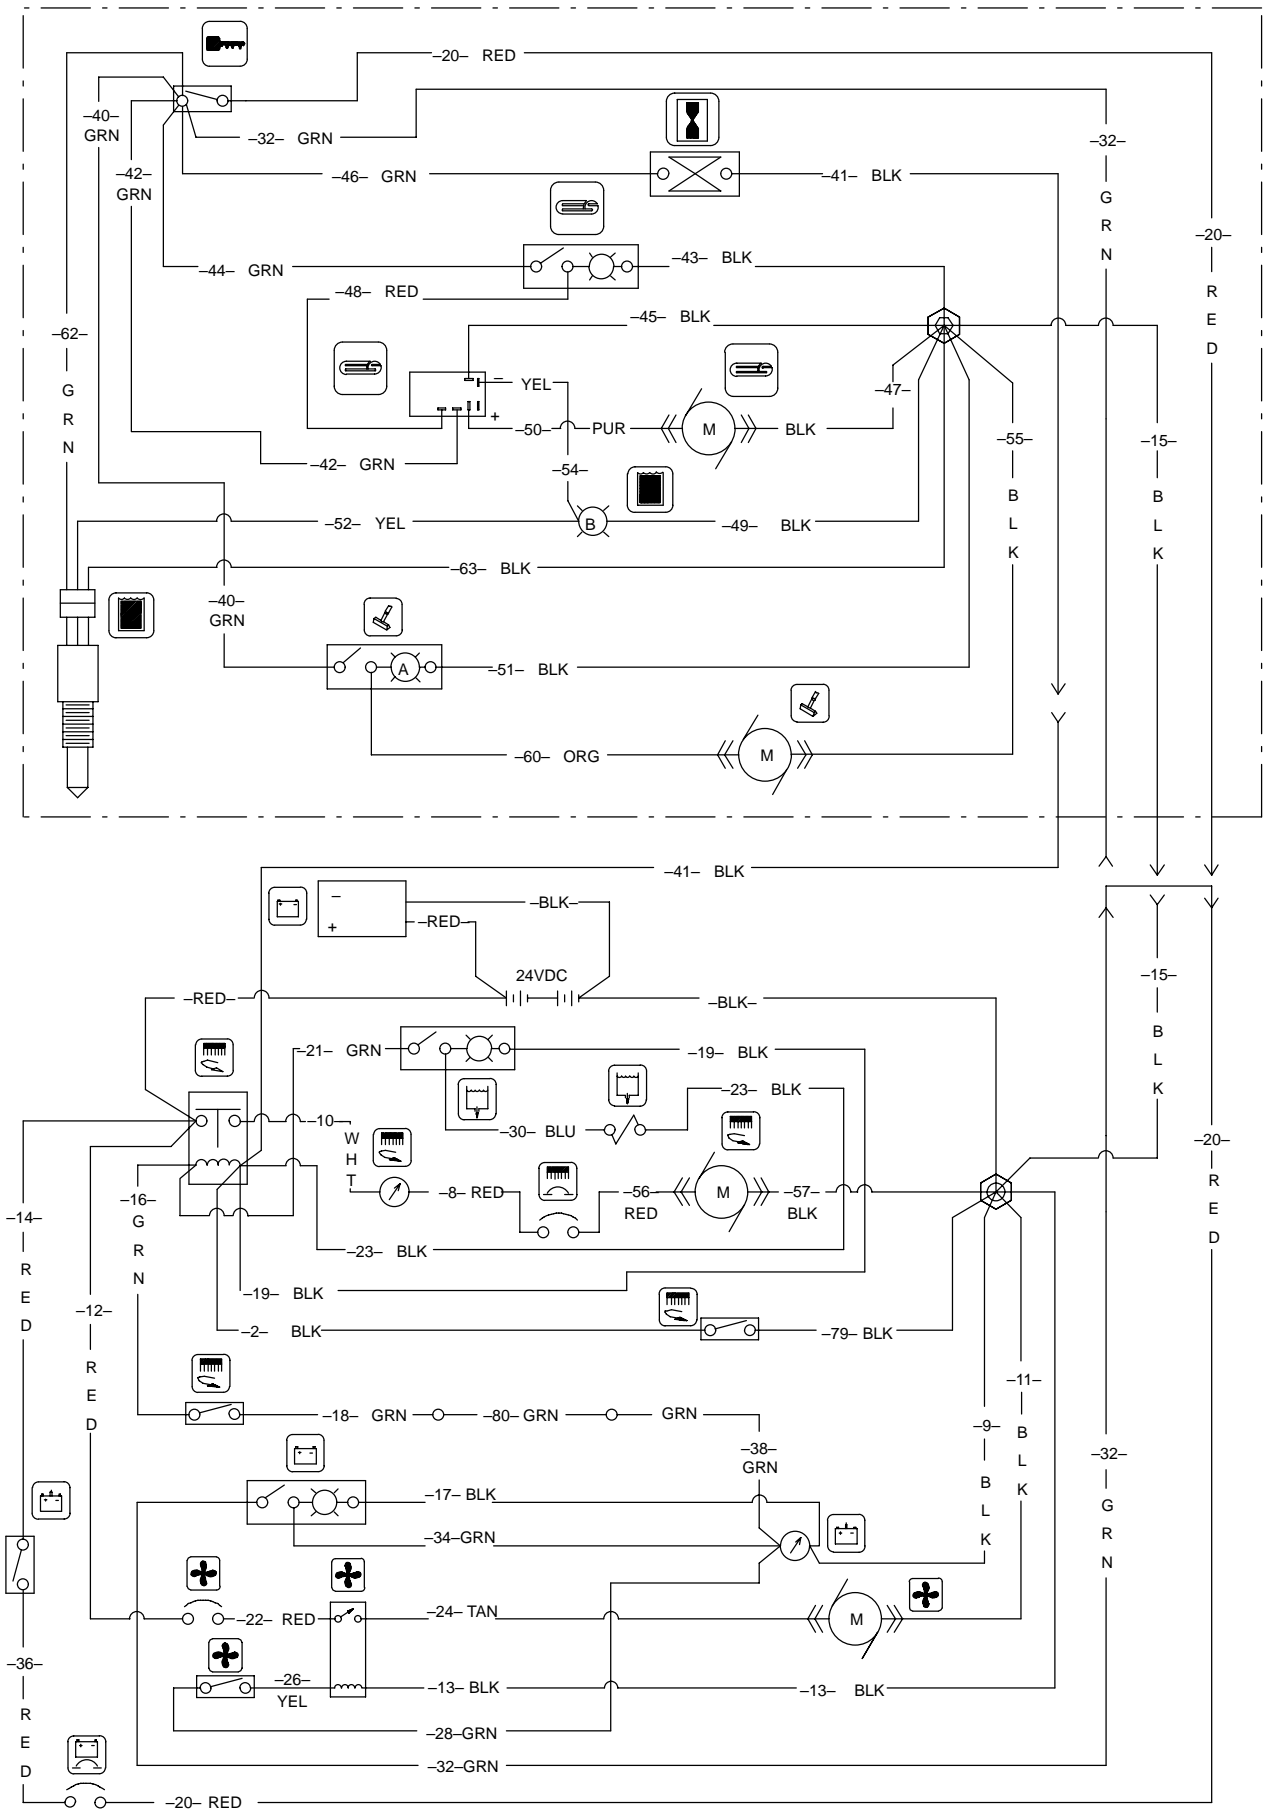 –20– RED
–40–
GRN
–32– GRN
–32–
G
R
N
–42–
GRN
–46– GRN
–41– BLK
–20–
R
E
D
–44– GRN
–43– BLK
–48– RED
–62–
G
R
N
–45– BLK
–
YEL
+
–47–
–50– PUR
M
BLK
–42– GRN
–54–
–55–
B
L
K
–15–
B
L
K
–52– YEL
B
–49– BLK
–63– BLK
–40–
GRN
A
–51– BLK
–60– ORG
M
–41– BLK
–
+
–BLK–
–RED–
24VDC
–RED–
–BLK–
–15–
B
L
K
–21– GRN
–19– BLK
–23– BLK
–10–
W
H
T
–30– BLU
–20–
R
E
D
–16–
G
R
N
–8– RED
–56–
RED
M
–57–
BLK
–14–
R
E
D
–23– BLK
–19– BLK
–12–
R
E
D
–2– BLK
–79– BLK
–11–
B
L
K
–18– GRN
–80– GRN
GRN
–9–
B
L
K
–38–
GRN
–32–
G
R
N
–17– BLK
–34–GRN
–22– RED
–24– TAN
M
–36–
R
E
D
–26–
YEL
–13– BLK
–13– BLK
–28–GRN
–32–GRN
–20– RED